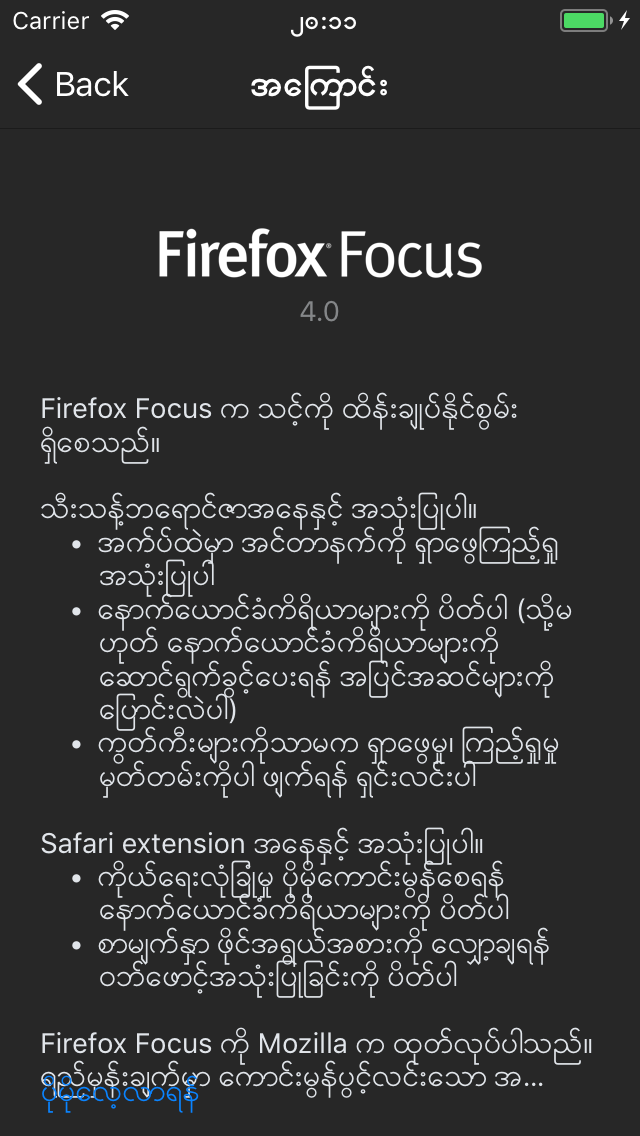 Carrier ၂၈:၁၁
Back အကြောင်း
Firefox Focus
4.0
Firefox Focus က သင့်ကို ထိန်းချုပ်နိုင်စွမ်း
ရှိစေသည်။
သီးသန့်ဘရောင်ဇာအနေနှင့် အသုံးပြုပါ။
• အက်ပ်ထဲမှာ အင်တာနက်ကို ရှာဖွေကြည့်ရှု
အသုံးပြုပါ
• နောက်ယောင်ခံကိရိယာများကို ပိတ်ပါ (သို့မ
ဟုတ် နောက်ယောင်ခံကိရိယာများကို
ဆောင်ရွက်ခွင့်ပေးရန် အပြင်အဆင်များကို
ပြောင်းလဲပါ)
• ကွတ်ကီးများကိုသာမက ရှာဖွေမှု၊ ကြည့်ရှုမှု
မှတ်တမ်းကိုပါ ဖျက်ရန် ရှင်းလင်းပါ
Safari extension အနေနှင့် အသုံးပြုပါ။
• ကိုယ်ရေးလုံခြုံမှု ပိုမိုကောင်းမွန်စေရန်
နောက်ယောင်ခံကိရိယာများကို ပိတ်ပါ
• စာမျက်နှာ ဖိုင်အရွယ်အစားကို လျှော့ချရန်
ဝဘ်ဖောင့်အသုံးပြုခြင်းကို ပိတ်ပါ
Firefox Focus ကို Mozilla က ထုတ်လုပ်ပါသည်။
ရည်မှန်းချက်မှာ ကောင်းမွန်ပွင့်လင်းသော အ...
ပိုမိုလေ့လာရန်